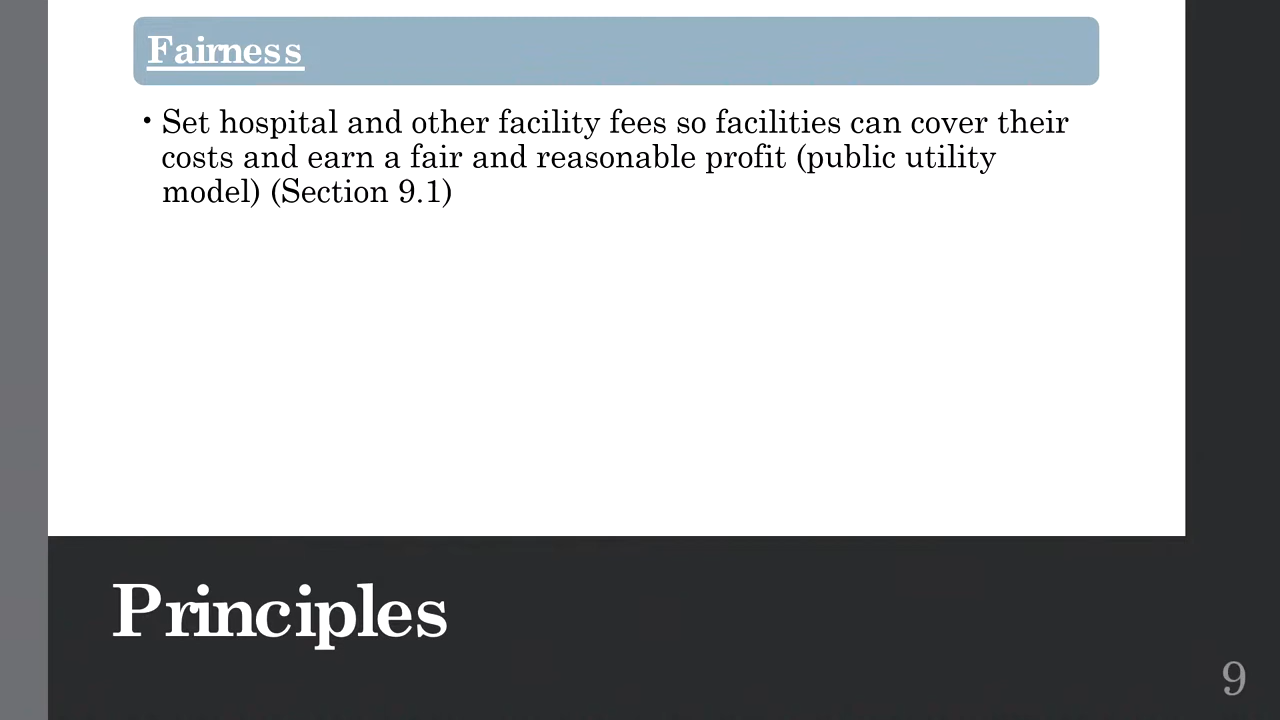 Fairness
• Set hospital and other facility fees so facilities can cover their
costs and earn a fair and reasonable profit (public utility
model) (Section 9.1)
Principles
9